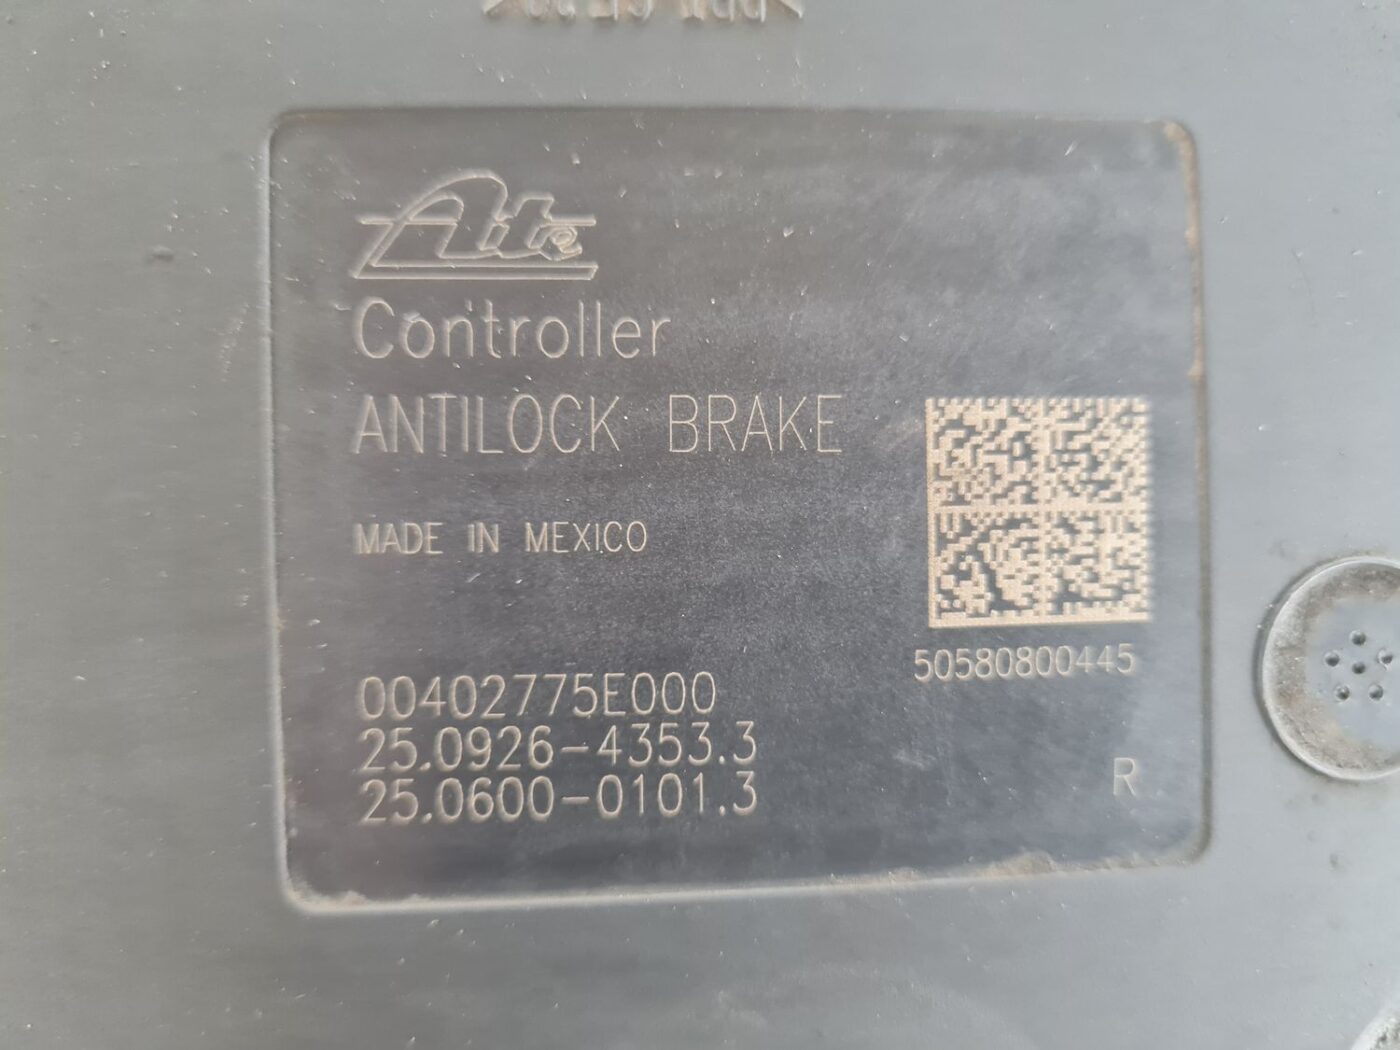 Ate
Controller
ANTILOCK BRAKE
MADE IN MEXICO
50580800445
00402775E000
25.0926-4353.3
25.0600-0101.3
R